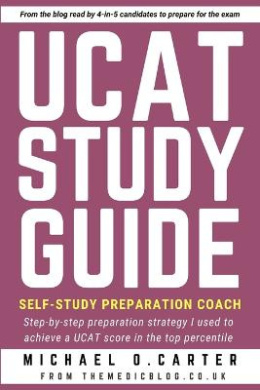 From the blog read by 4-in-5 candidates to prepare for the exam
UCAT
STUDY
GUIDE
SELF-STUDY PREPARATION COACH
Step-by-step preparation strategy I used to
achieve a UCAT score in the top percentile
MICHAEL O.CARTER
FROM THEMEDICBLOG.CO.UK